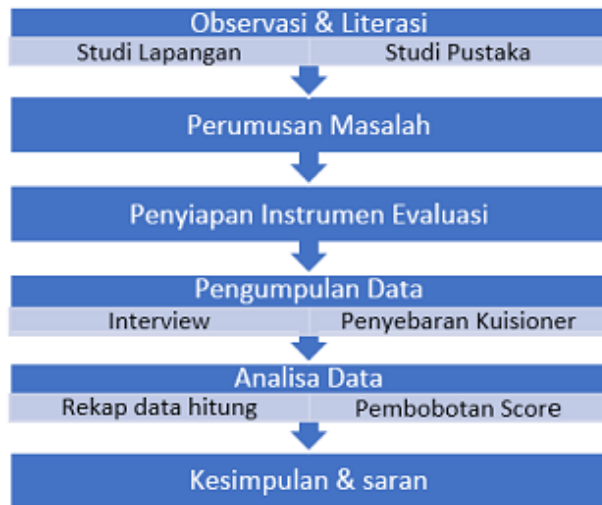 Observasi & Literasi
Studi Lapangan
Studi Pustaka
Perumusan Masalah
Penyiapan Instrumen Evaluasi
Pengumpulan Data
Interview
Penyebaran Kuisioner
Analisa Data
Rekap data hitung
Pembobotan Score
Kesimpulan & saran